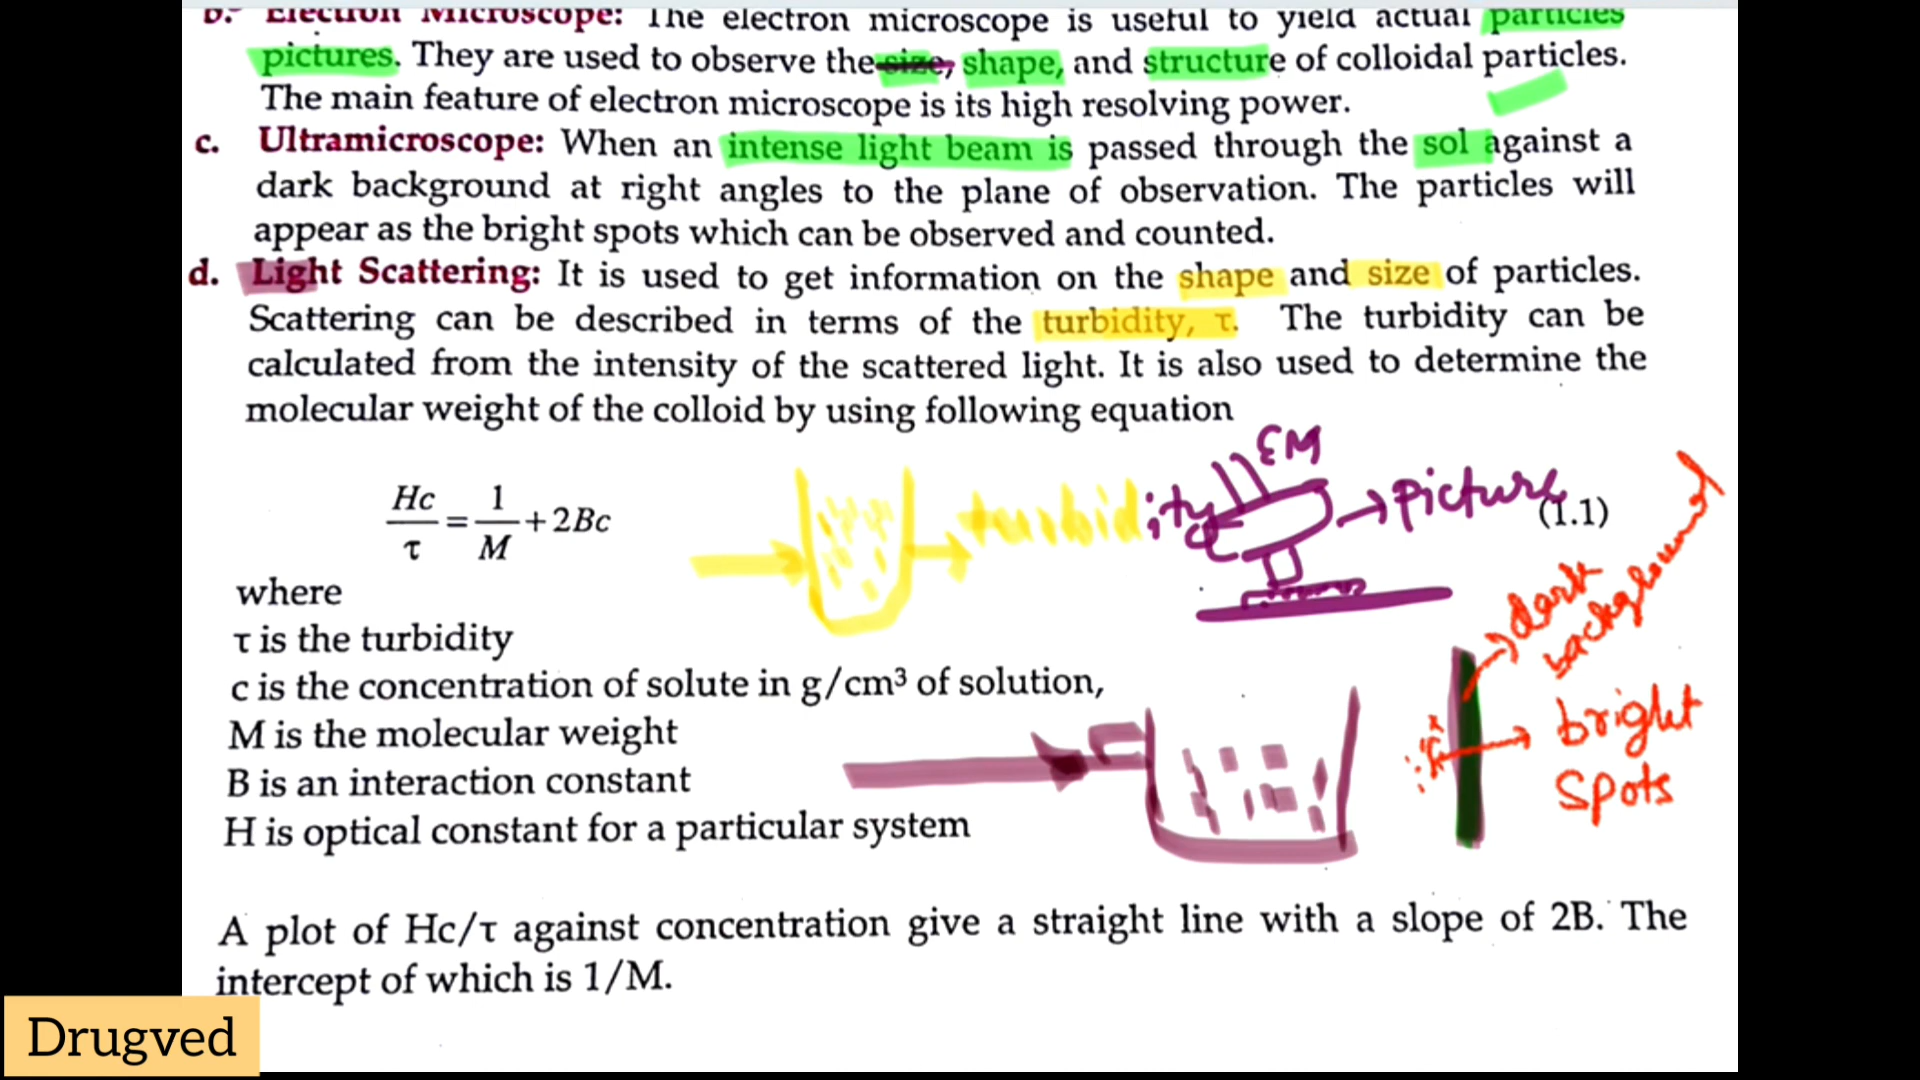 b. Electron Microscope: The electron microscope is useful to yield actual particles
pictures. They are used to observe the size, shape, and structure of colloidal particles.
The main feature of electron microscope is its high resolving power.
c. Ultramicroscope: When an intense light beam is passed through the sol against a
dark background at right angles to the plane of observation. The particles will
appear as the bright spots which can be observed and counted.
d. Light Scattering: It is used to get information on the shape and size of particles.
Scattering can be described in terms of the turbidity, τ. The turbidity can be
calculated from the intensity of the scattered light. It is also used to determine the
molecular weight of the colloid by using following equation
EM
Hc/τ = 1/M + 2Bc
turbidity
picture
(1.1)
where
dark
background
τ is the turbidity
c is the concentration of solute in g/cm³ of solution,
M is the molecular weight
bright
spots
B is an interaction constant
H is optical constant for a particular system
A plot of Hc/τ against concentration give a straight line with a slope of 2B. The
intercept of which is 1/M.
Drugved